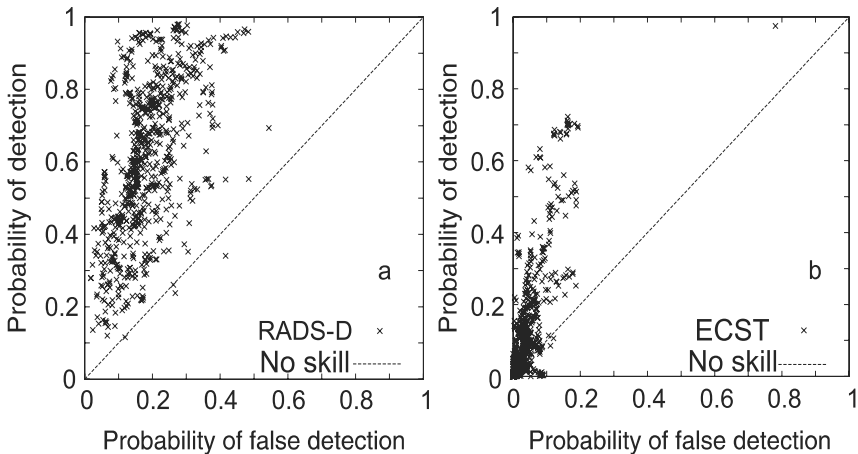 Probability of detection
1
0.8
0.6
0.4
0.2
0
a
RADS-D
No skill
0 0.2 0.4 0.6 0.8 1
Probability of false detection
Probability of detection
1
0.8
0.6
0.4
0.2
0
b
ECST
No skill
0 0.2 0.4 0.6 0.8 1
Probability of false detection